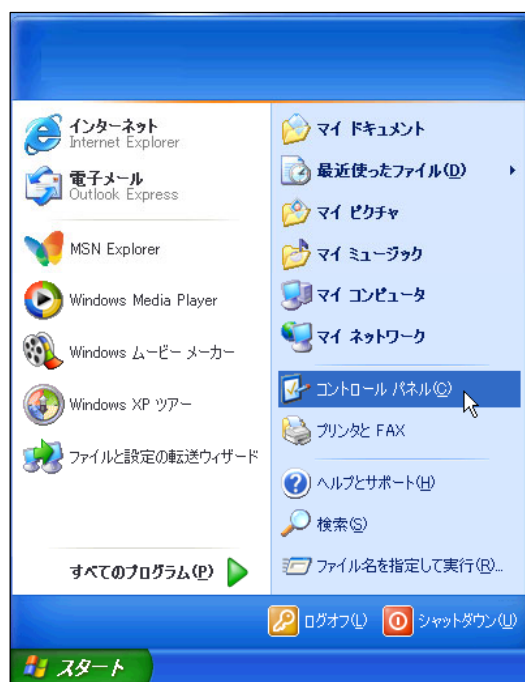 インターネット
Internet Explorer
電子メール
Outlook Express
MSN Explorer
Windows Media Player
Windows ムービー メーカー
Windows XP ツアー
ファイルと設定の転送ウィザード
すべてのプログラム(P)
マイ ドキュメント
最近使ったファイル(D)
マイ ピクチャ
マイ ミュージック
マイ コンピュータ
マイ ネットワーク
コントロール パネル(C)
プリンタと FAX
ヘルプとサポート(H)
検索(S)
ファイル名を指定して実行(R)...
ログオフ(L)
シャットダウン(U)
スタート